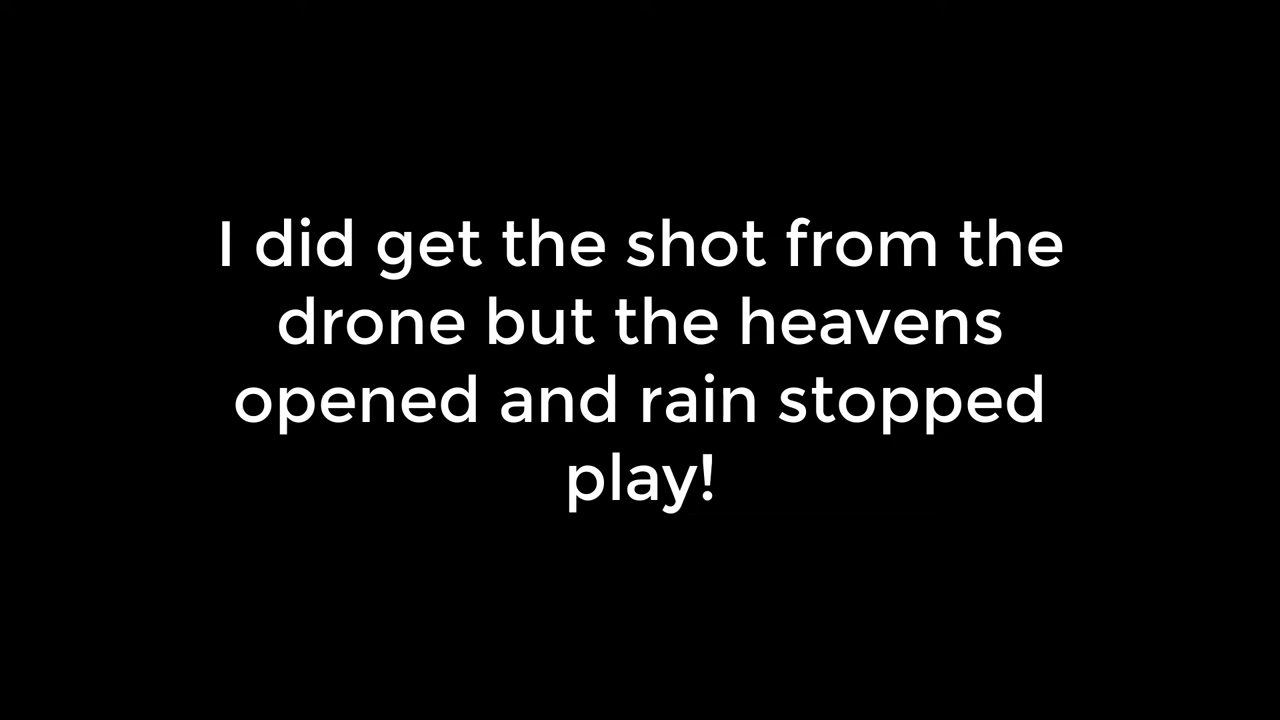 I did get the shot from the
drone but the heavens
opened and rain stopped
play!